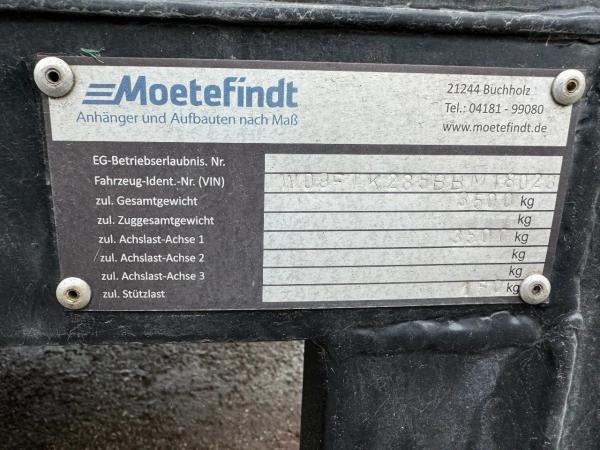 Moetefindt
Anhänger und Aufbauten nach Maß
21244 Buchholz
Tel.: 04181 - 99080
www.moetefindt.de
EG-Betriebserlaubnis. Nr.
Fahrzeug-Ident.-Nr. (VIN)
zul. Gesamtgewicht 3500 kg
zul. Zuggesamtgewicht kg
zul. Achslast-Achse 1 3500 kg
zul. Achslast-Achse 2 kg
zul. Achslast-Achse 3 kg
zul. Stützlast kg